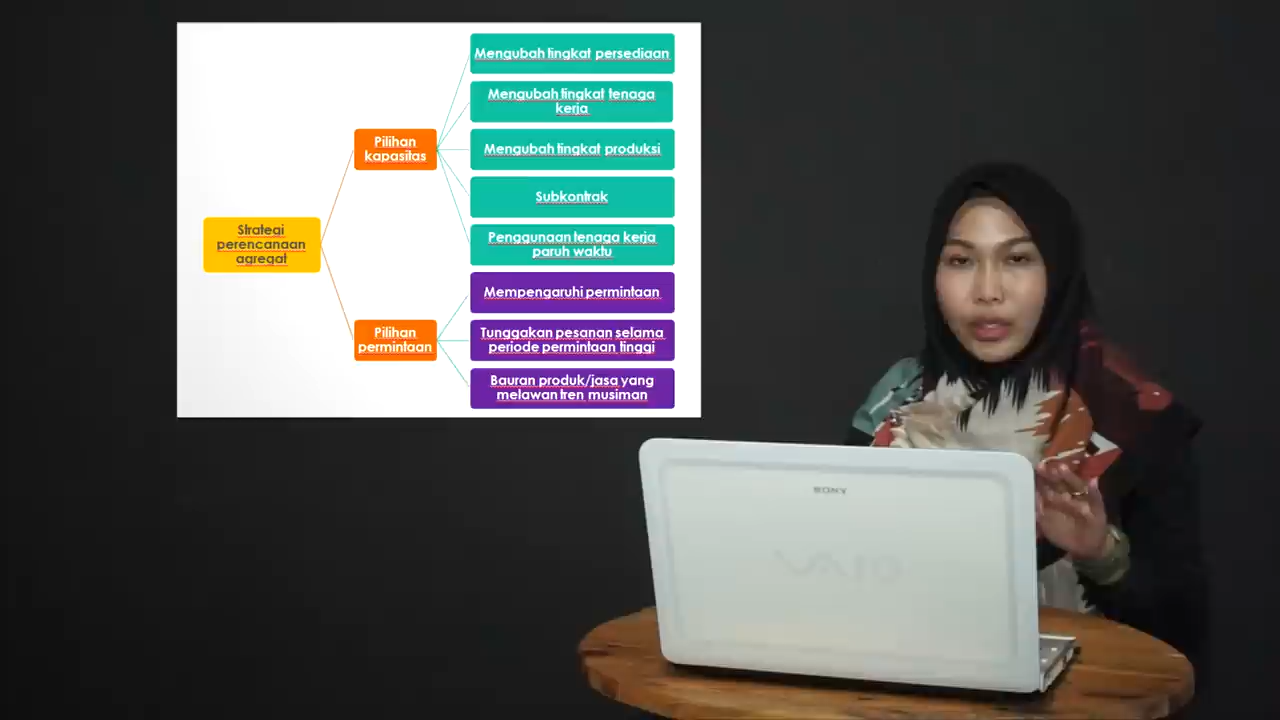 Strategi
perencanaan
agregat
Pilihan
kapasitas
Mengubah tingkat persediaan
Mengubah tingkat tenaga
kerja
Mengubah tingkat produksi
Subkontrak
Penggunaan tenaga kerja
paruh waktu
Pilihan
permintaan
Mempengaruhi permintaan
Tunggakan pesanan selama
periode permintaan tinggi
Bauran produk/jasa yang
melawan tren musiman
SONY
VAIO